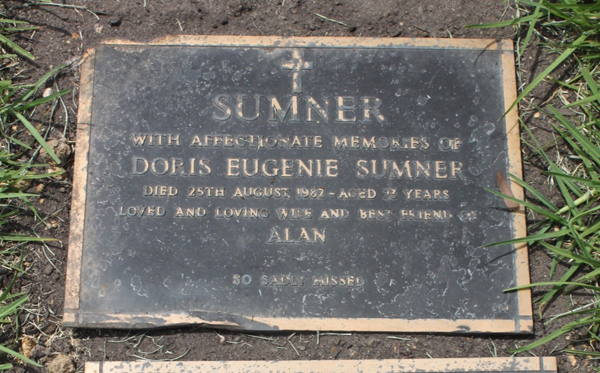 SUMNER
WITH AFFECTIONATE MEMORIES OF
DORIS EUGENIE SUMNER
DIED 25TH AUGUST, 1982 - AGED YEARS
LOVED AND LOVING WIFE AND BEST FRIEND OF
ALAN
SO SADLY MISSED